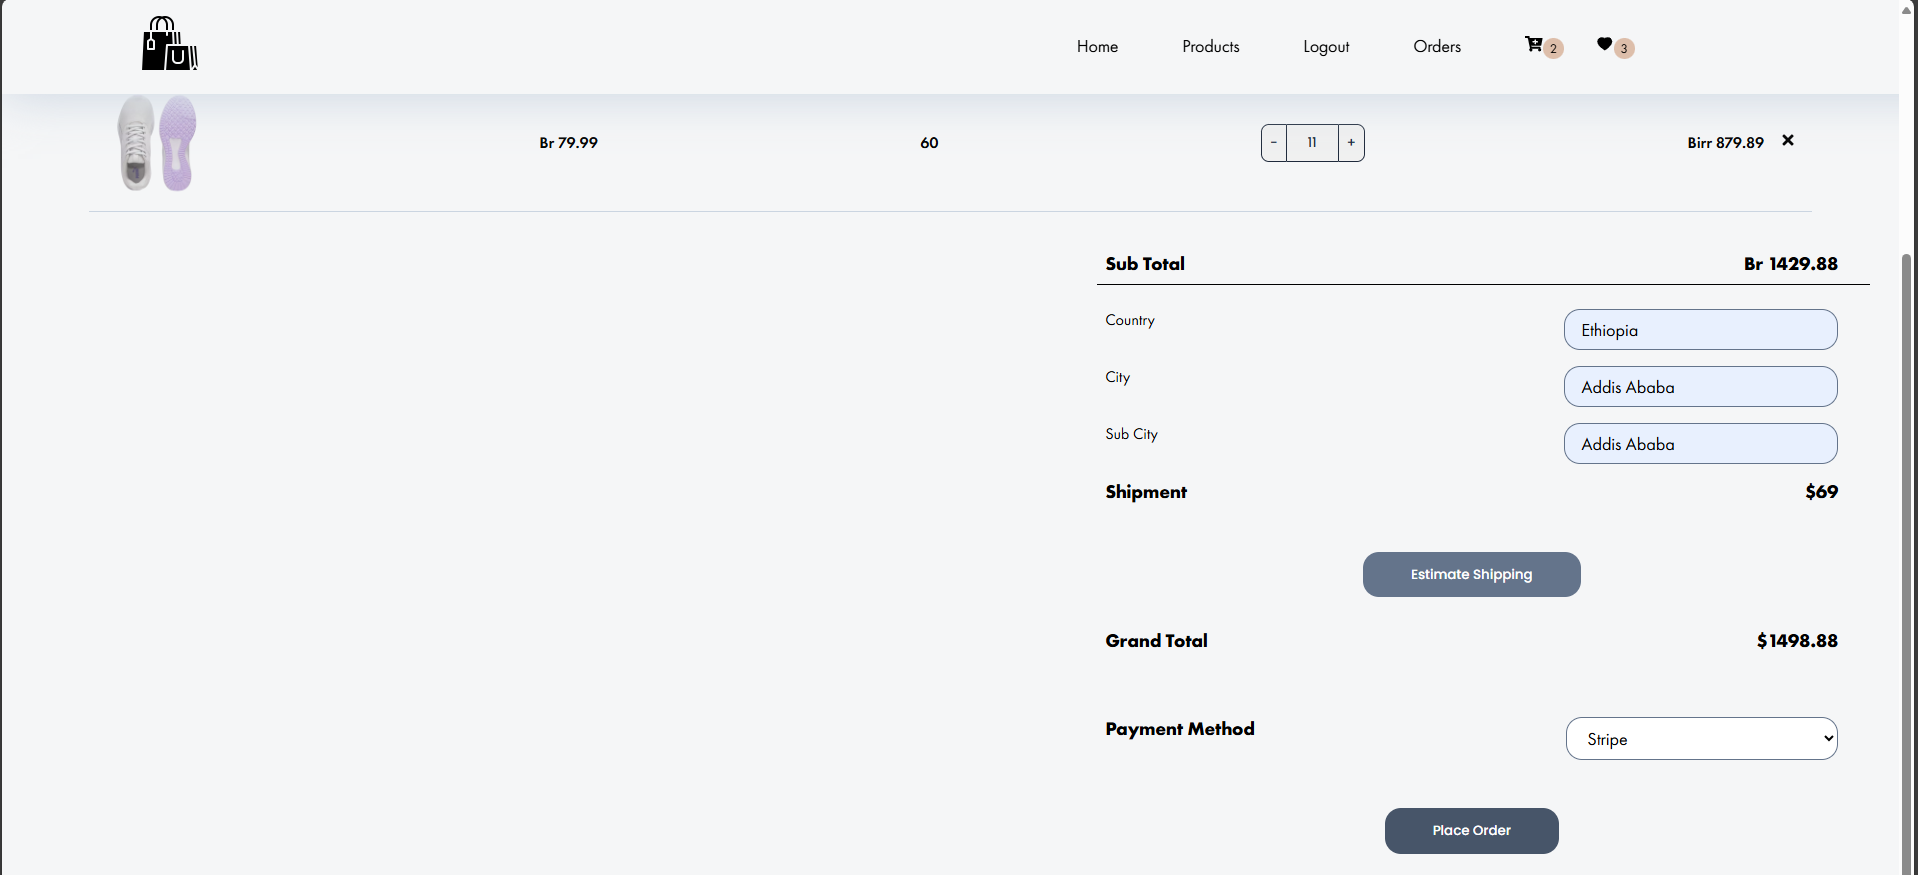 Home Products Logout Orders 2 3
Br 79.99 60 - 11 + Birr 879.89 ×
Sub Total Br 1429.88
Country Ethiopia
City Addis Ababa
Sub City Addis Ababa
Shipment $69
Estimate Shipping
Grand Total $1498.88
Payment Method Stripe
Place Order